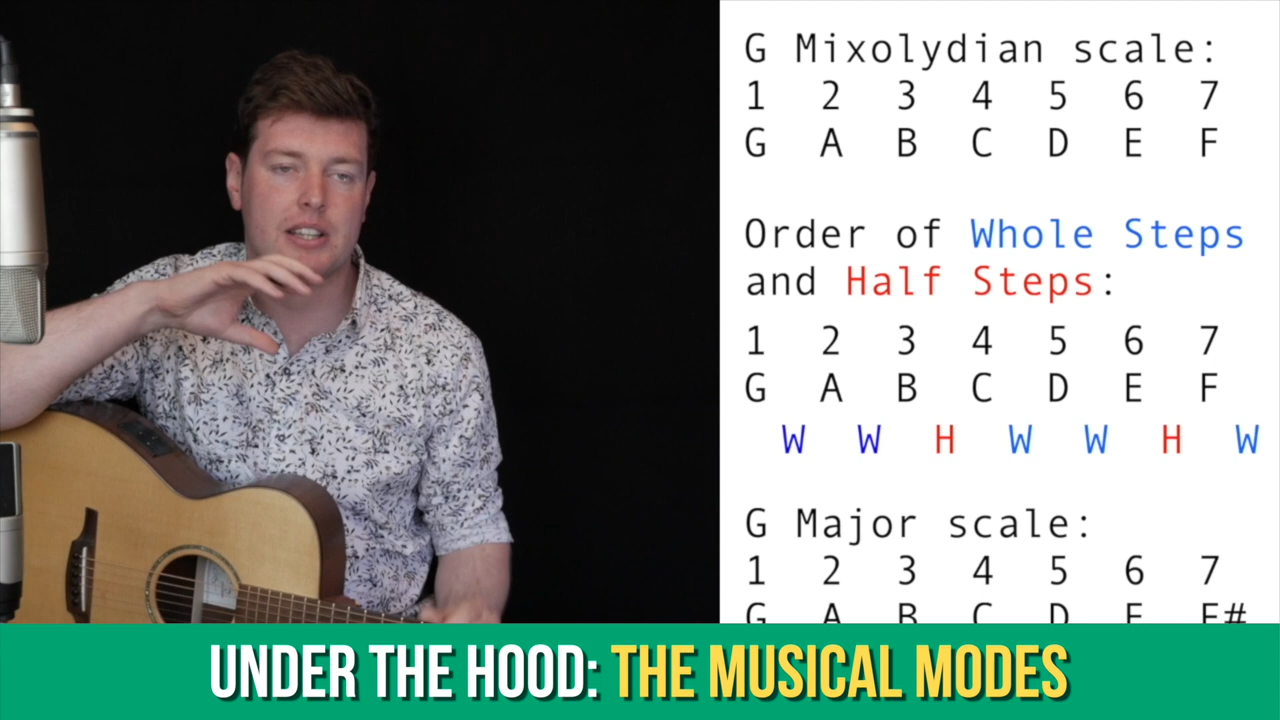 G Mixolydian scale:
1 2 3 4 5 6 7
G A B C D E F
Order of Whole Steps
and Half Steps:
1 2 3 4 5 6 7
G A B C D E F
W W H W W H W
G Major scale:
1 2 3 4 5 6 7
G A B C D E F#
UNDER THE HOOD: THE MUSICAL MODES